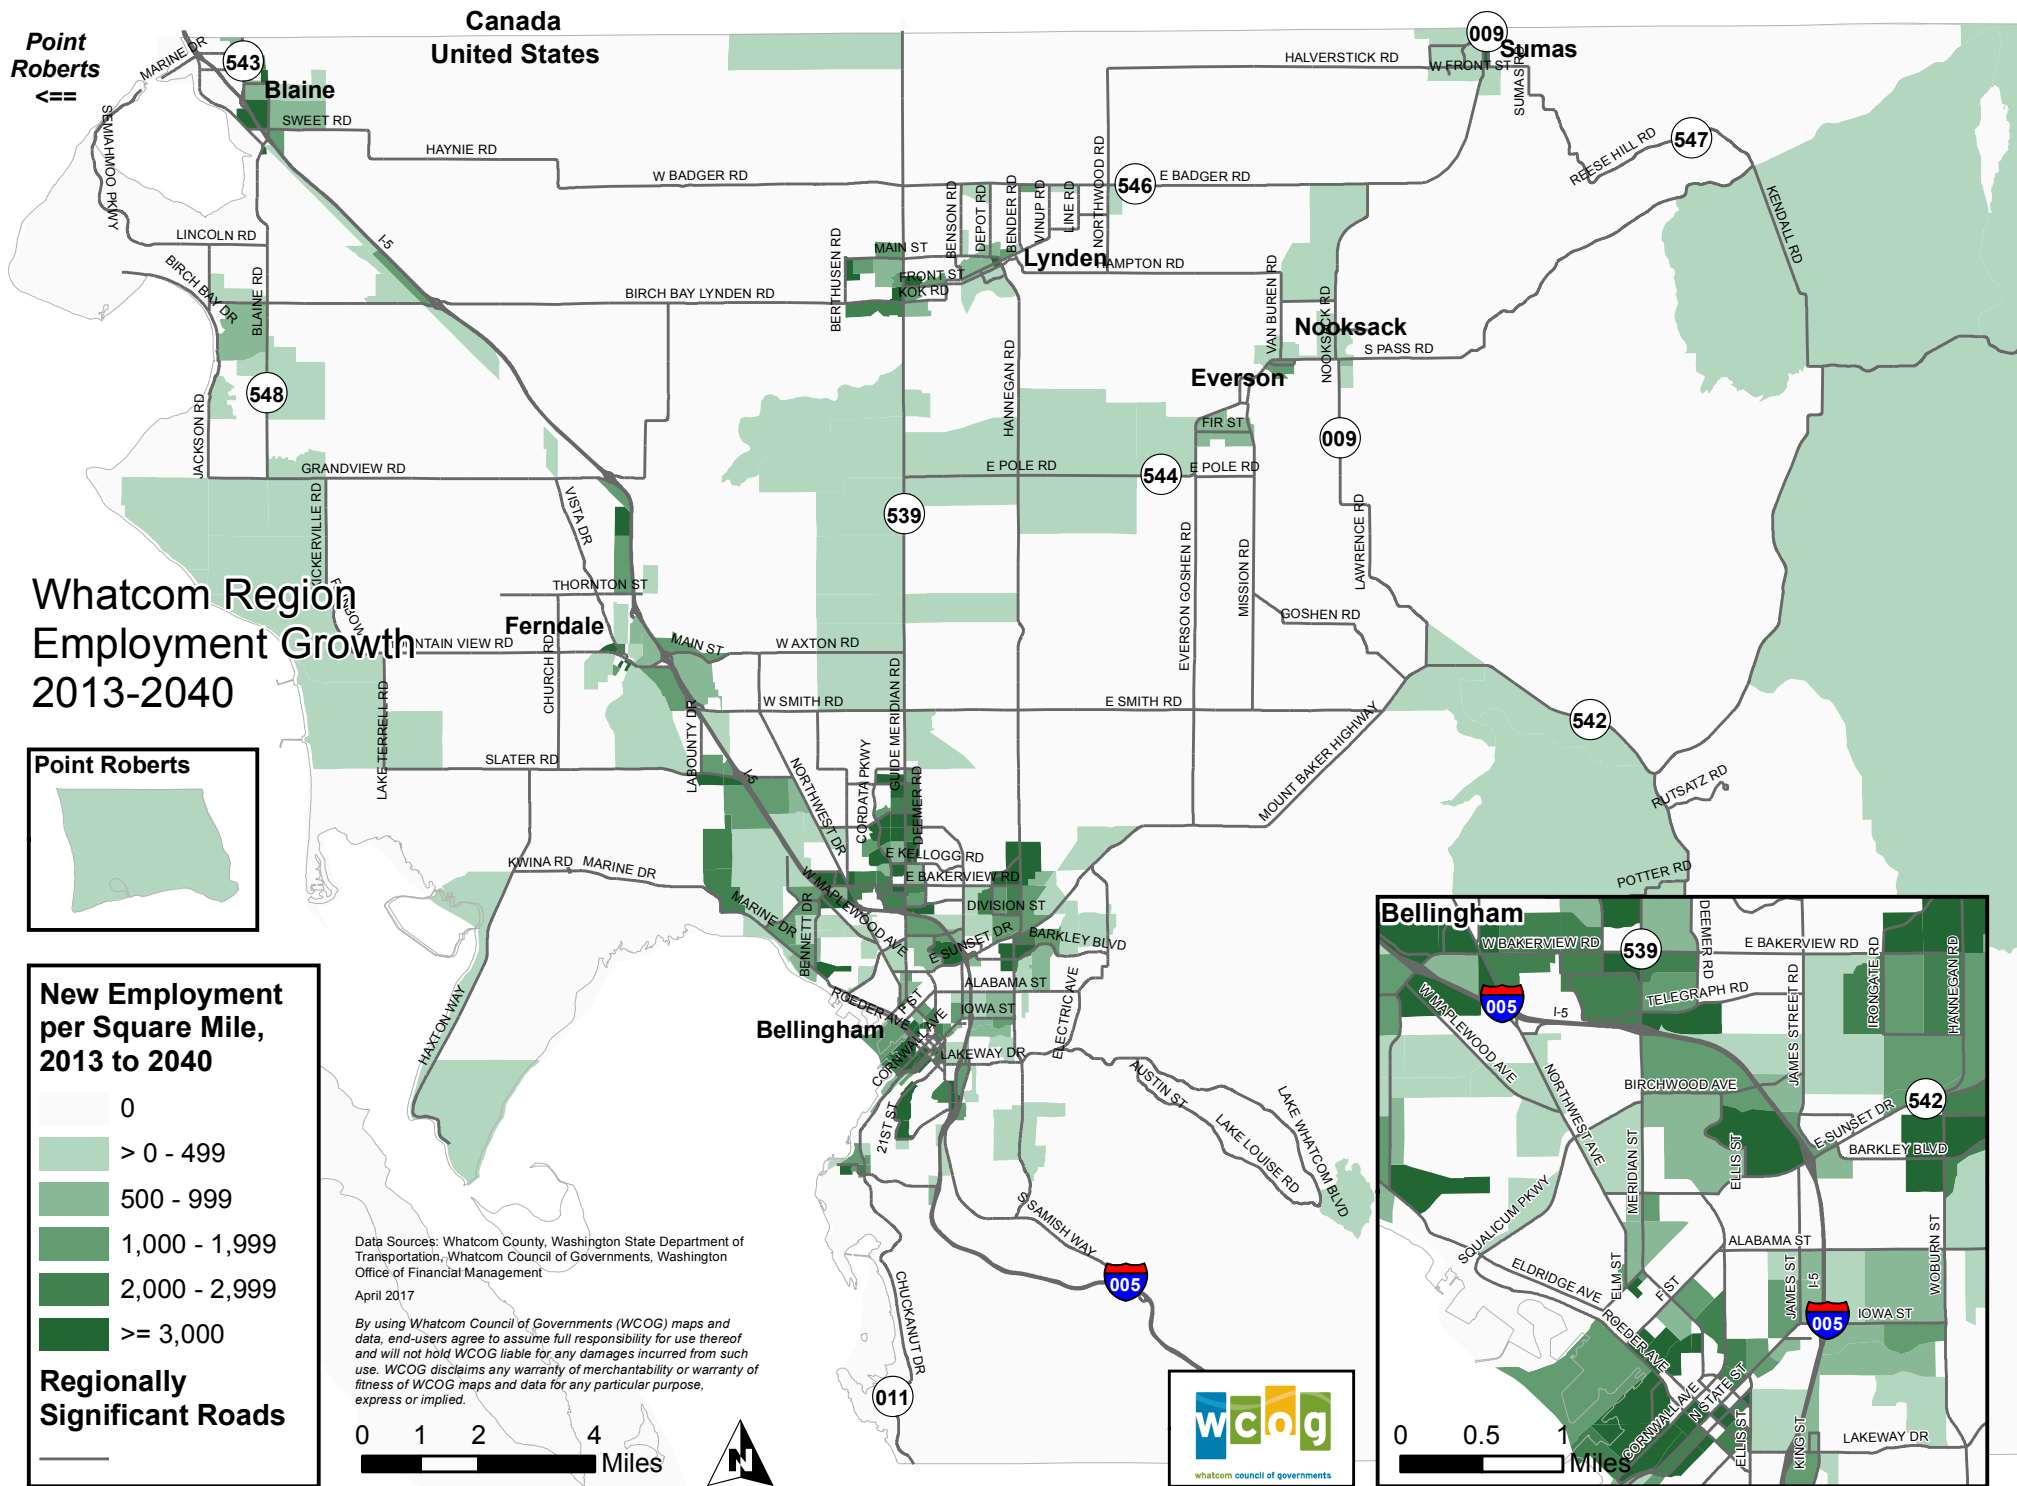 Canada
United States
Point
Roberts
<==
MARINE DR
543
Blaine
SWEET RD
HAYNIE RD
W BADGER RD
SEMIAHMOO PKWY
LINCOLN RD
BIRCH BAY DR
BLAINE RD
I-5
BIRCH BAY LYNDEN RD
548
JACKSON RD
GRANDVIEW RD
009
Sumas
HALVERSTICK RD
W FRONT ST
SUMAS RD
REESE HILL RD
547
KENDALL RD
NORTHWOOD RD
546
E BADGER RD
BENSON RD
DEPOT RD
BENDER RD
VINUP RD
LINE RD
BERTHUSEN RD
MAIN ST
FRONT ST
KOK RD
Lynden
HAMPTON RD
VAN BUREN RD
NOOKSACK RD
Nooksack
S PASS RD
Everson
HANNEGAN RD
FIR ST
009
E POLE RD
544
E POLE RD
539
LAWRENCE RD
EVERSON GOSHEN RD
MISSION RD
GOSHEN RD
KICKERVILLE RD
VISTA DR
THORNTON ST
Whatcom Region
Employment Growth
2013-2040
Ferndale
MAIN ST
W AXTON RD
CHURCH RD
LAKE TERRELL RD
W SMITH RD
E SMITH RD
GUIDE MERIDIAN RD
LABOUNTY DR
SLATER RD
I-5
NORTHWEST DR
CORDATA PKWY
DEEMER RD
MOUNT BAKER HIGHWAY
542
RUTSATZ RD
POTTER RD
Point Roberts
KWINA RD
MARINE DR
E KELLOGG RD
E BAKERVIEW RD
W MAPLEWOOD AVE
MARINE DR
BENNETT DR
DIVISION ST
E SUNSET DR
BARKLEY BLVD
ALABAMA ST
ROEDER AVE
F ST
IOWA ST
ELECTRIC AVE
Bellingham
CORNWALL AVE
LAKEWAY DR
HAXTON WAY
21ST ST
AUSTIN ST
LAKE LOUISE RD
LAKE WHATCOM BLVD
S SAMISH WAY
005
CHUCKANUT DR
011
New Employment
per Square Mile,
2013 to 2040
0
> 0 - 499
500 - 999
1,000 - 1,999
2,000 - 2,999
>= 3,000
Regionally
Significant Roads
Data Sources: Whatcom County, Washington State Department of
Transportation, Whatcom Council of Governments, Washington
Office of Financial Management
April 2017
By using Whatcom Council of Governments (WCOG) maps and
data, end-users agree to assume full responsibility for use thereof
and will not hold WCOG liable for any damages incurred from such
use. WCOG disclaims any warranty of merchantability or warranty of
fitness of WCOG maps and data for any particular purpose,
express or implied.
0 1 2 4
Miles
N
wcog
whatcom council of governments
Bellingham
W BAKERVIEW RD
539
DEEMER RD
E BAKERVIEW RD
IRONGATE RD
HANNEGAN RD
W MAPLEWOOD AVE
005
I-5
TELEGRAPH RD
JAMES STREET RD
NORTHWEST AVE
BIRCHWOOD AVE
542
E SUNSET DR
BARKLEY BLVD
MERIDIAN ST
ELLIS ST
SQUALICUM PKWY
ELDRIDGE AVE
ELM ST
F ST
ALABAMA ST
JAMES ST
I-5
WOBURN ST
005
IOWA ST
ROEDER AVE
CORNWALL AVE
N STATE ST
ELLIS ST
KING ST
LAKEWAY DR
0 0.5 1
Miles